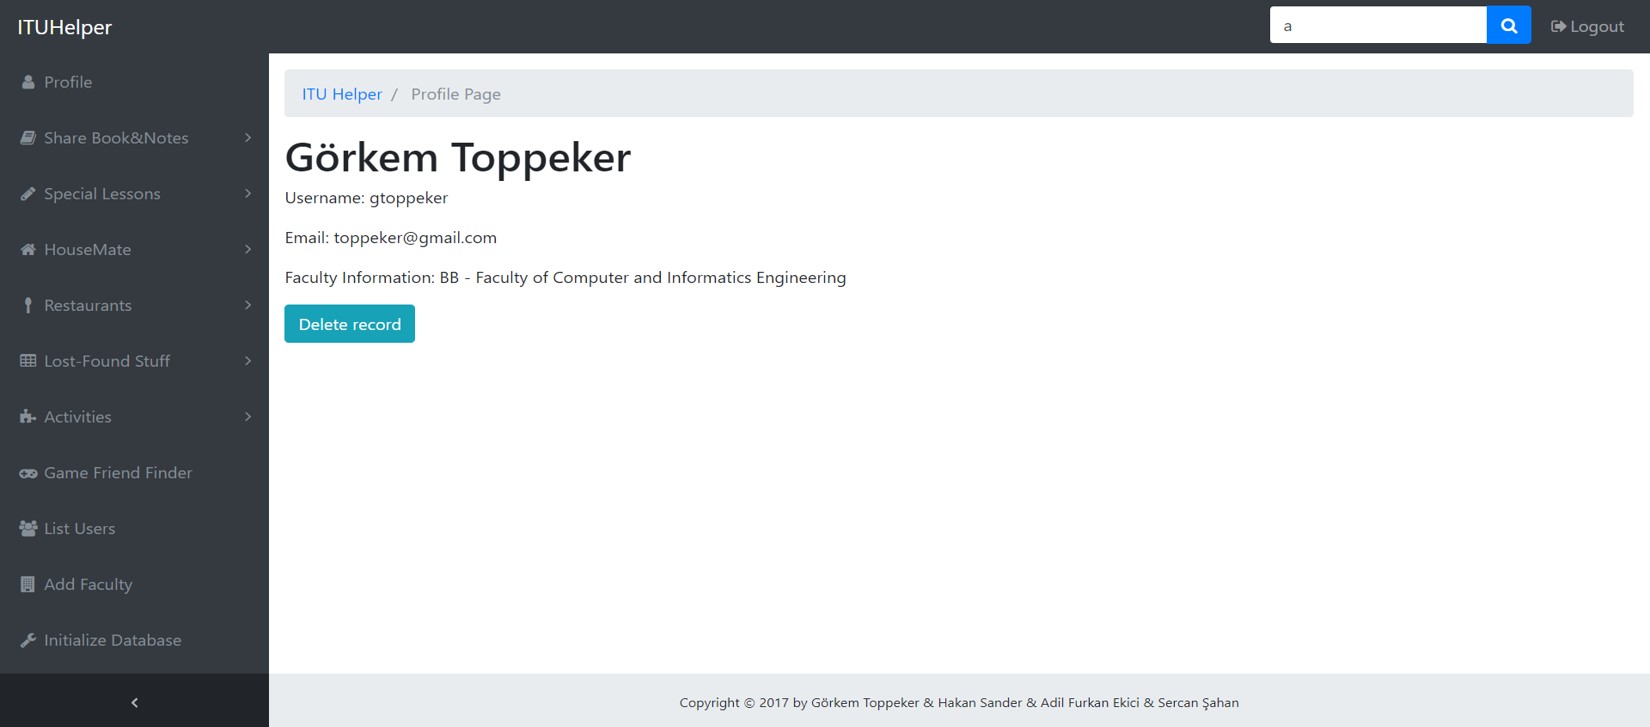 ITUHelper
a
Logout
Profile
Share Book&Notes
Special Lessons
HouseMate
Restaurants
Lost-Found Stuff
Activities
Game Friend Finder
List Users
Add Faculty
Initialize Database
ITU Helper / Profile Page
Görkem Toppeker
Username: gtoppeker
Email: toppeker@gmail.com
Faculty Information: BB - Faculty of Computer and Informatics Engineering
Delete record
Copyright © 2017 by Görkem Toppeker & Hakan Sander & Adil Furkan Ekici & Sercan Şahan